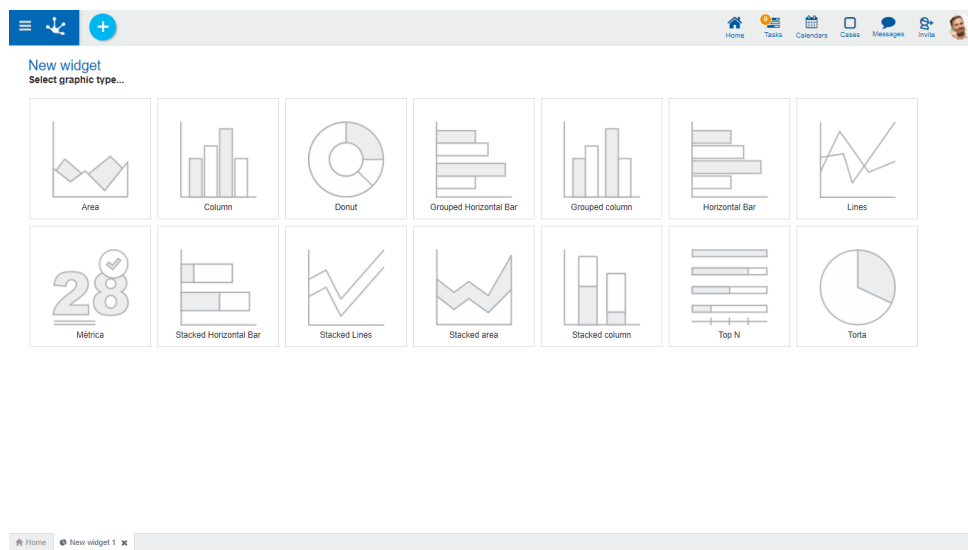 9
Home Tasks Calendars Cases Messages Invite
New widget
Select graphic type...
Area Column Donut Grouped Horizontal Bar Grouped column Horizontal Bar Lines
28
Métrica Stacked Horizontal Bar Stacked Lines Stacked area Stacked column Top N Torta
Home New widget 1